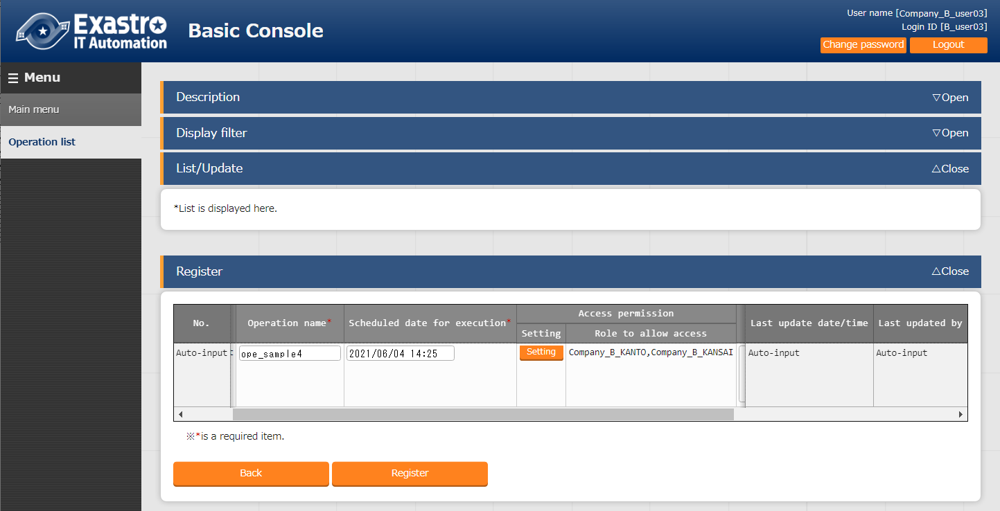 Exastro
IT Automation
Basic Console
User name [Company_B_user03]
Login ID [B_user03]
Change password
Logout
Menu
Main menu
Operation list
Description
▽Open
Display filter
▽Open
List/Update
△Close
*List is displayed here.
Register
△Close
No.
Operation name*
Scheduled date for execution*
Access permission
Setting
Role to allow access
Last update date/time
Last updated by
Auto-input
ope_sample4
2021/06/04 14:25
Setting
Company_B_KANTO,Company_B_KANSAI
Auto-input
Auto-input
※*is a required item.
Back
Register